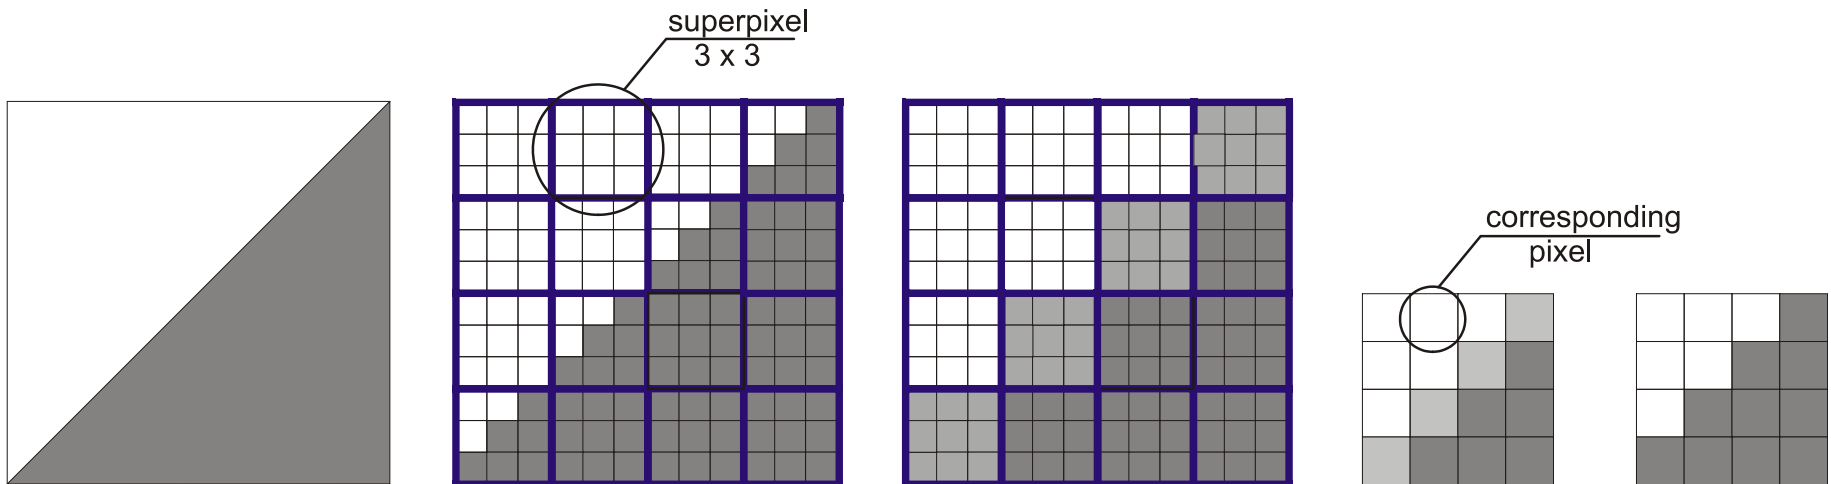 superpixel
3 x 3
corresponding
pixel